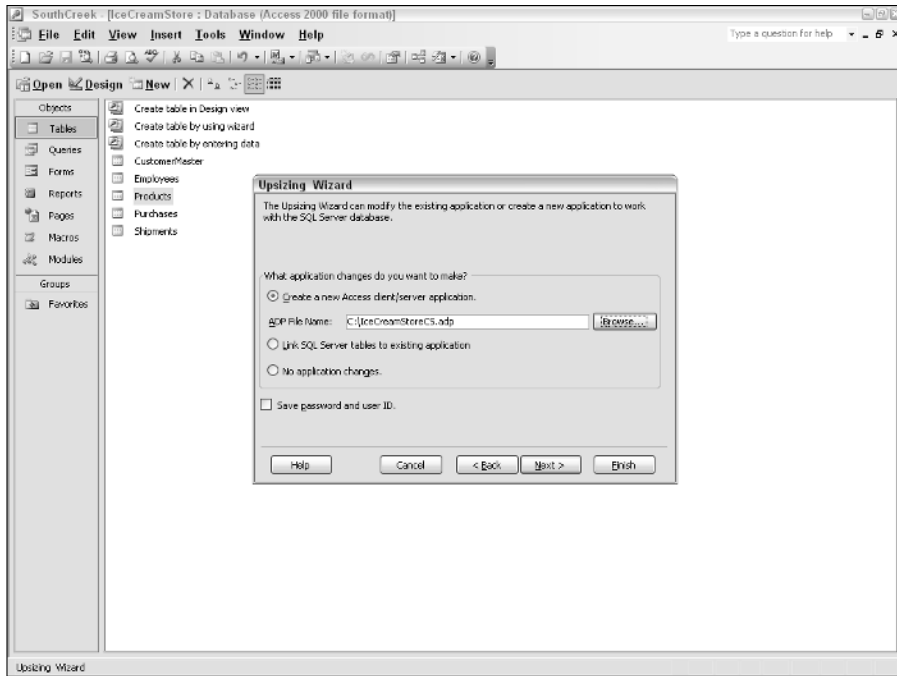 SouthCreek - [IceCreamStore : Database (Access 2000 file format)]
File Edit View Insert Tools Window Help
Type a question for help
Open Design New
Objects
Tables
Queries
Forms
Reports
Pages
Macros
Modules
Groups
Favorites
Create table in Design view
Create table by using wizard
Create table by entering data
CustomerMaster
Employees
Products
Purchases
Shipments
Upsizing Wizard
The Upsizing Wizard can modify the existing application or create a new application to work
with the SQL Server database.
What application changes do you want to make?
Create a new Access client/server application.
ADP File Name: C:\IceCreamStoreCS.adp Browse...
Link SQL Server tables to existing application
No application changes.
Save password and user ID.
Help Cancel < Back Next > Finish
Upsizing Wizard